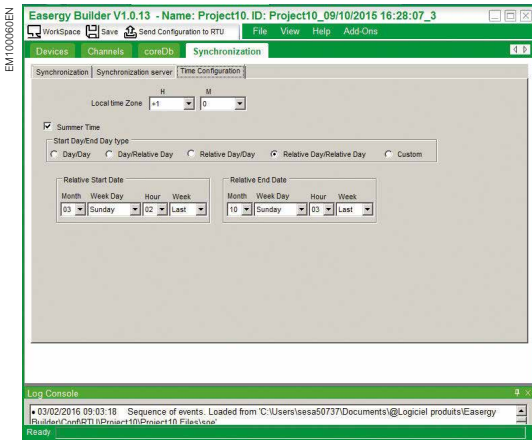 EM100060EN
Easergy Builder V1.0.13 - Name: Project10. ID: Project10_09/10/2015 16:28:07_3
WorkSpace Save Send Configuration to RTU File View Help Add-Ons
Devices Channels coreDb Synchronization
Synchronization Synchronization server Time Configuration
H M
Local time Zone +1 0
Summer Time
Start Day/End Day type
Day/Day Day/Relative Day Relative Day/Day Relative Day/Relative Day Custom
Relative Start Date Relative End Date
Month Week Day Hour Week Month Week Day Hour Week
03 Sunday 02 Last 10 Sunday 03 Last
Log Console
• 03/02/2016 09:03:18 Sequence of events. Loaded from 'C:\Users\sesa50737\Documents\@Logiciel produits\Easergy
Builder\Conf\RTU\Project10\Project10 Files\soe'
Ready